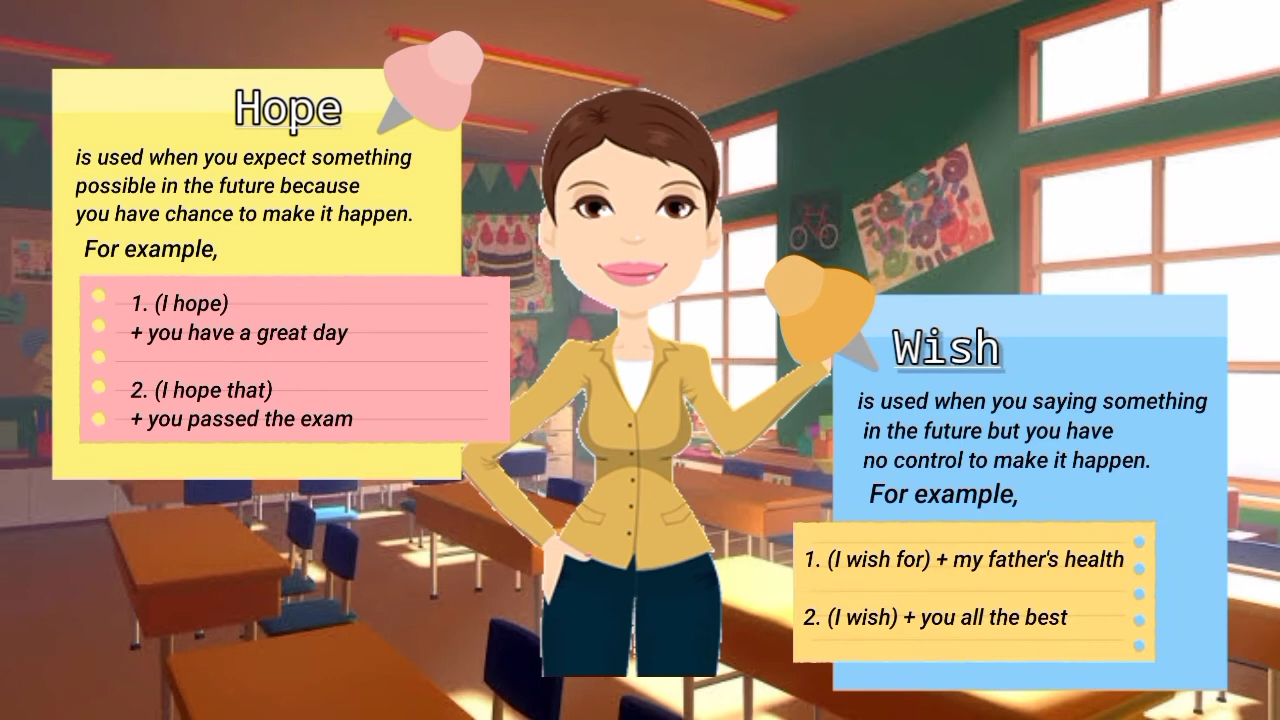 Hope
is used when you expect something
possible in the future because
you have chance to make it happen.
For example,
1. (I hope)
+ you have a great day
2. (I hope that)
+ you passed the exam
Wish
is used when you saying something
in the future but you have
no control to make it happen.
For example,
1. (I wish for) + my father's health
2. (I wish) + you all the best